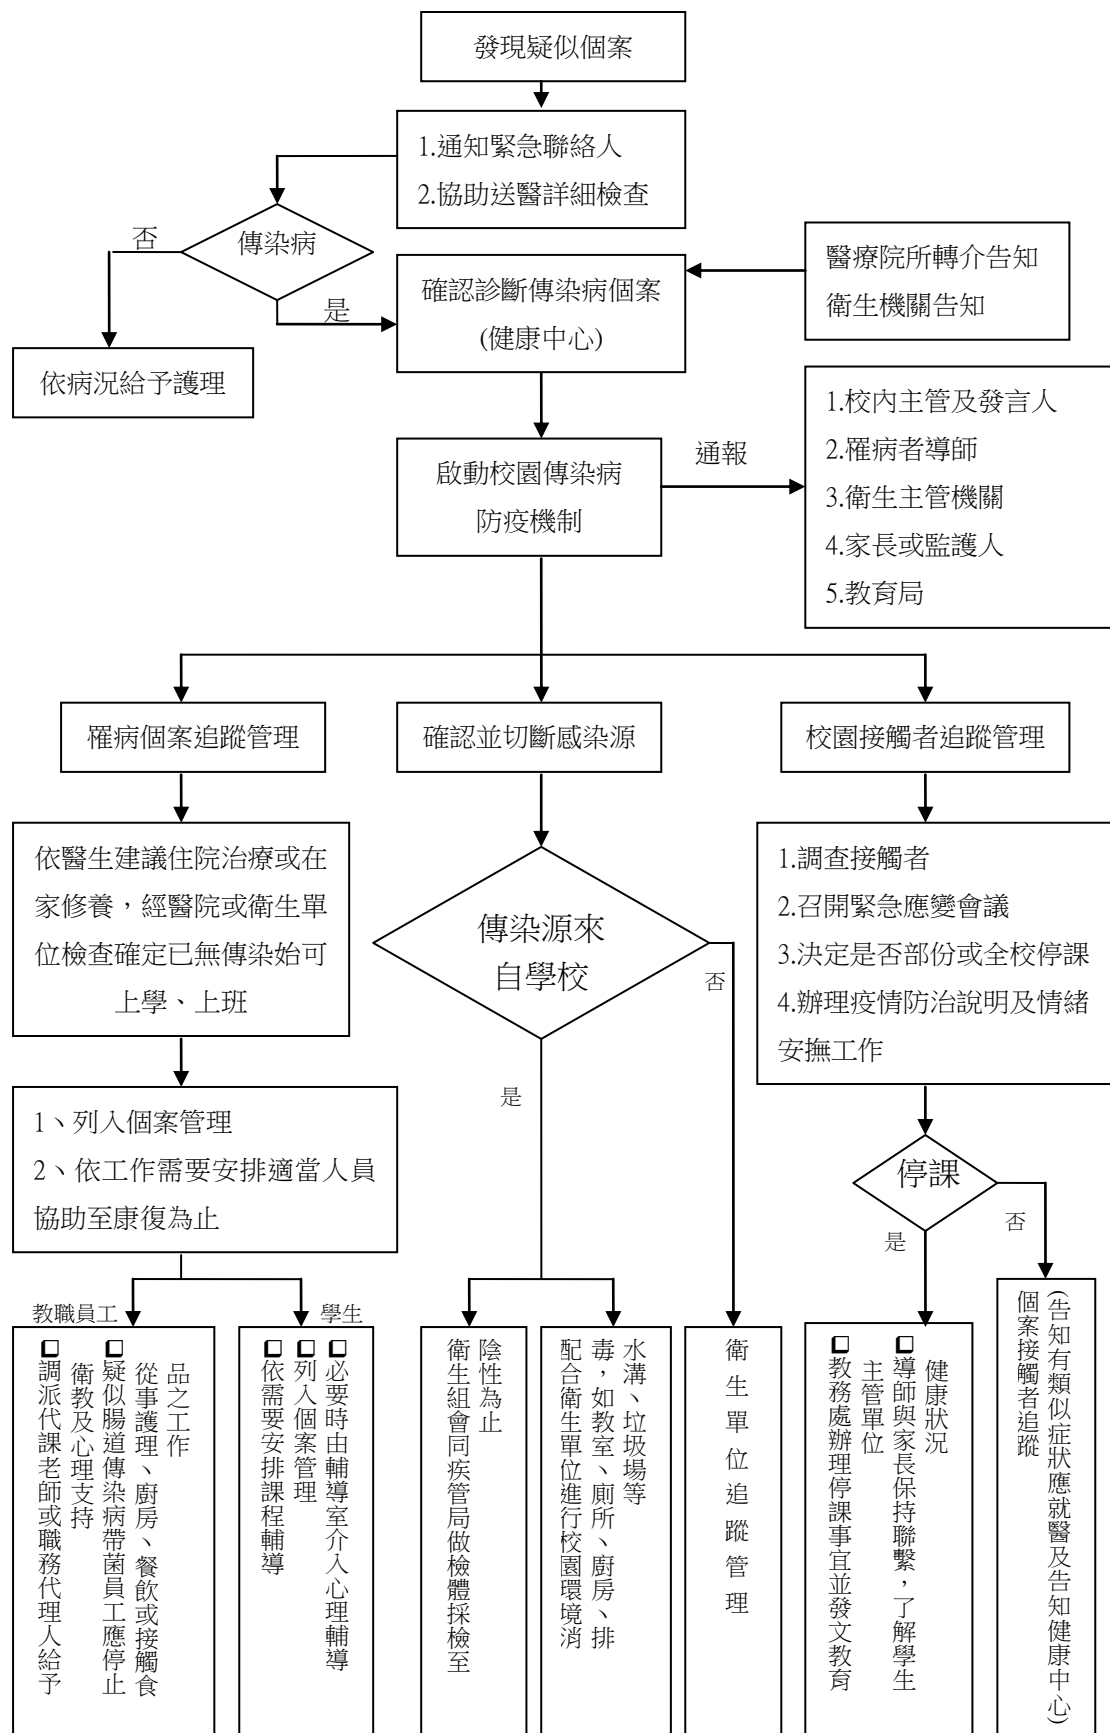 發現疑似個案
1.通知緊急聯絡人
2.協助送醫詳細檢查
傳染病
否
是
確認診斷傳染病個案
(健康中心)
醫療院所轉介告知
衛生機關告知
依病況給予護理
啟動校園傳染病
防疫機制
通報
1.校內主管及發言人
2.罹病者導師
3.衛生主管機關
4.家長或監護人
5.教育局
罹病個案追蹤管理
確認並切斷感染源
校園接觸者追蹤管理
依醫生建議住院治療或在
家修養，經醫院或衛生單
位檢查確定已無傳染始可
上學、上班
傳染源來
自學校
否
是
1.調查接觸者
2.召開緊急應變會議
3.決定是否部份或全校停課
4.辦理疫情防治說明及情緒
安撫工作
1、列入個案管理
2、依工作需要安排適當人員
協助至康復為止
停課
否
是
教職員工
學生
❑調派代課老師或職務代理人給予
衛教及心理支持
❑疑似腸道傳染病帶菌員工應停止
從事護理、廚房、餐飲或接觸食
品之工作
❑必要時由輔導室介入心理輔導
❑列入個案管理
❑依需要安排課程輔導
衛生組會同疾管局做檢體採檢至
陰性為止
配合衛生單位進行校園環境消
毒，如教室、廁所、廚房、排
水溝、垃圾場等
衛生單位追蹤管理
❑教務處辦理停課事宜並發文教育
主管單位
❑導師與家長保持聯繫，了解學生
健康狀況
個案接觸者追蹤
(告知有類似症狀應就醫及告知健康中心)